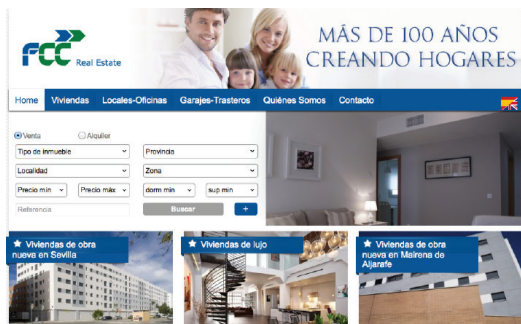 MÁS DE 100 AÑOS
CREANDO HOGARES
fcc Real Estate
Home Viviendas Locales-Oficinas Garajes-Trasteros Quiénes Somos Contacto
Venta Alquiler
Tipo de inmueble Provincia
Localidad Zona
Precio min Precio máx dorm min sup min
Referencia Buscar +
Viviendas de obra
nueva en Sevilla
Viviendas de lujo
Viviendas de obra
nueva en Mairena de
Aljarafe